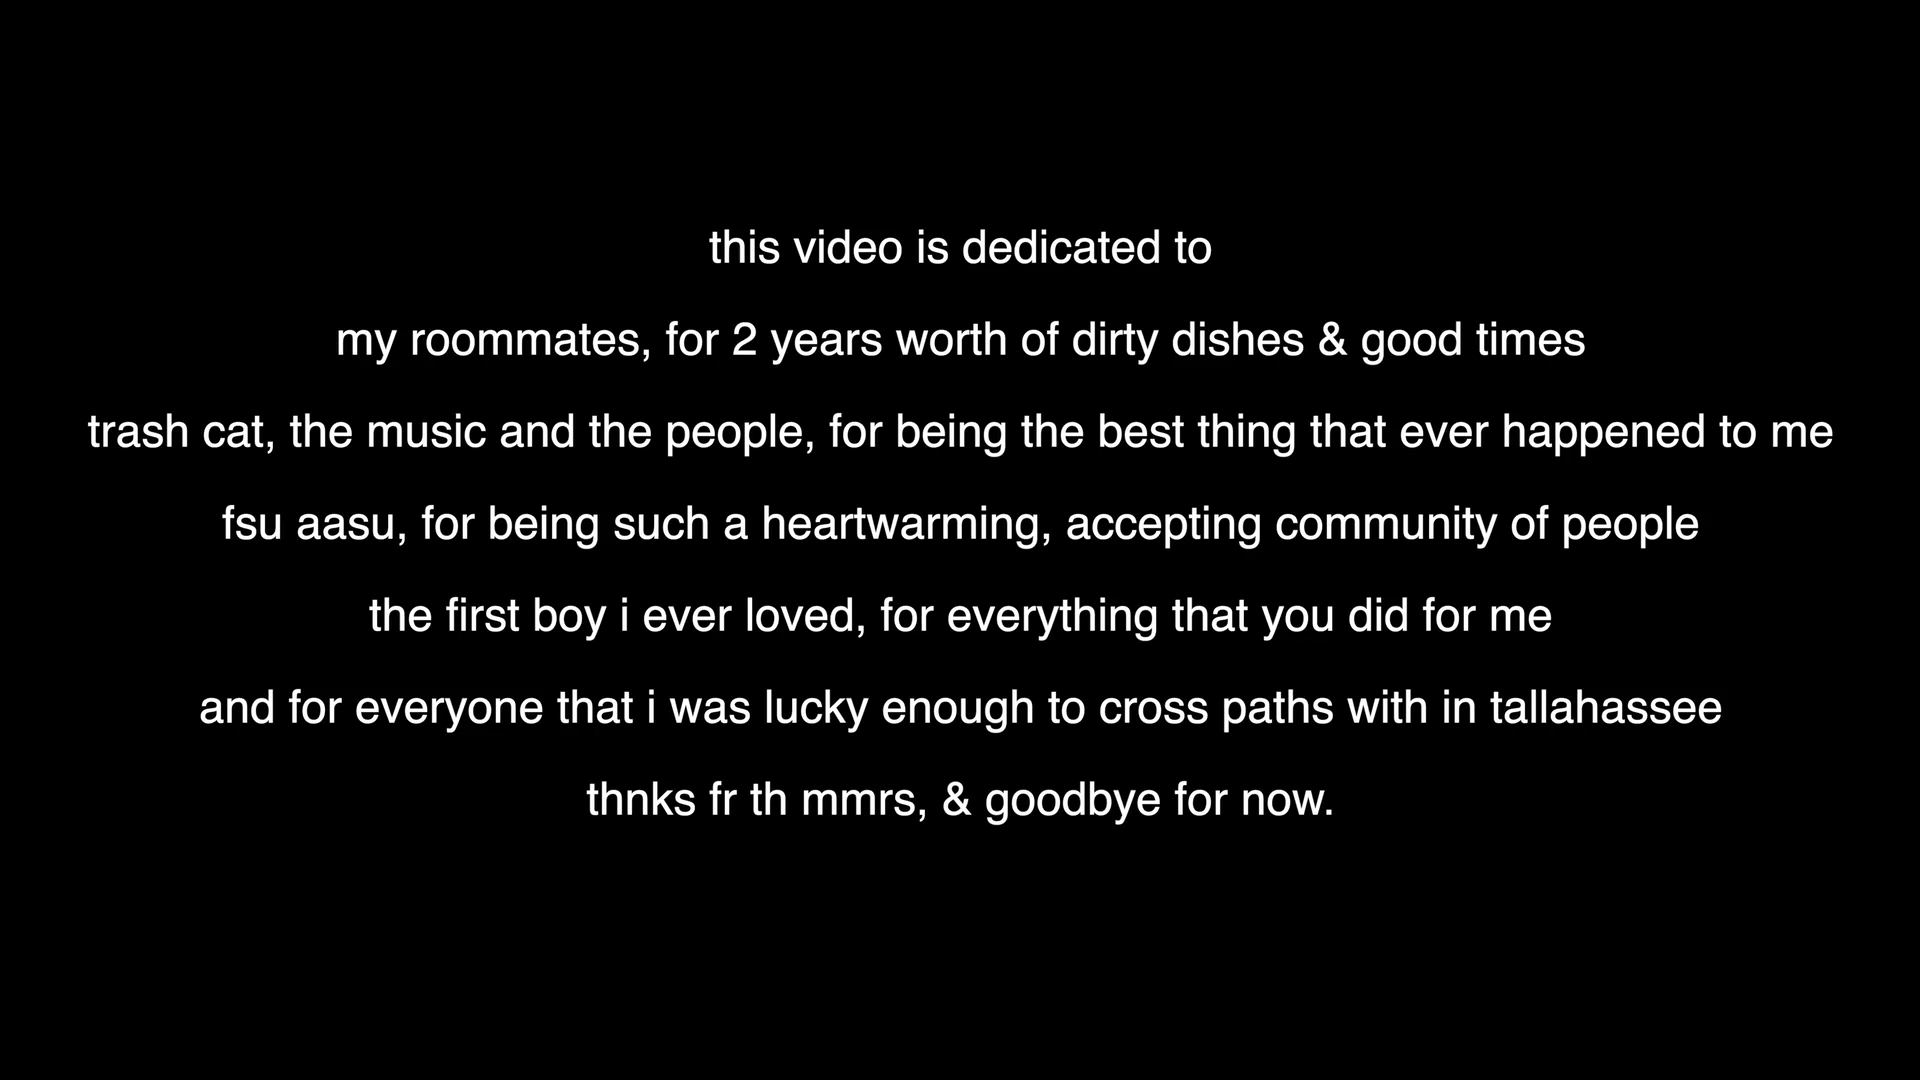 this video is dedicated to
my roommates, for 2 years worth of dirty dishes & good times
trash cat, the music and the people, for being the best thing that ever happened to me
fsu aasu, for being such a heartwarming, accepting community of people
the first boy i ever loved, for everything that you did for me
and for everyone that i was lucky enough to cross paths with in tallahassee
thnks fr th mmrs, & goodbye for now.